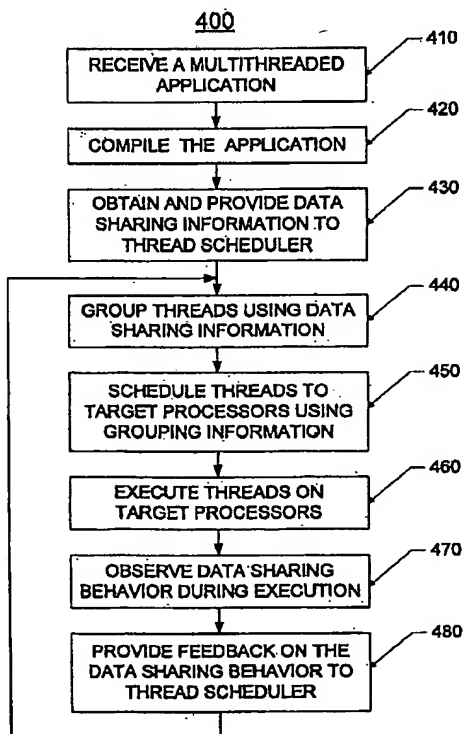 400
410
RECEIVE A MULTITHREADED
APPLICATION
420
COMPILE THE APPLICATION
430
OBTAIN AND PROVIDE DATA
SHARING INFORMATION TO
THREAD SCHEDULER
440
GROUP THREADS USING DATA
SHARING INFORMATION
450
SCHEDULE THREADS TO
TARGET PROCESSORS USING
GROUPING INFORMATION
460
EXECUTE THREADS ON
TARGET PROCESSORS
470
OBSERVE DATA SHARING
BEHAVIOR DURING EXECUTION
480
PROVIDE FEEDBACK ON THE
DATA SHARING BEHAVIOR TO
THREAD SCHEDULER